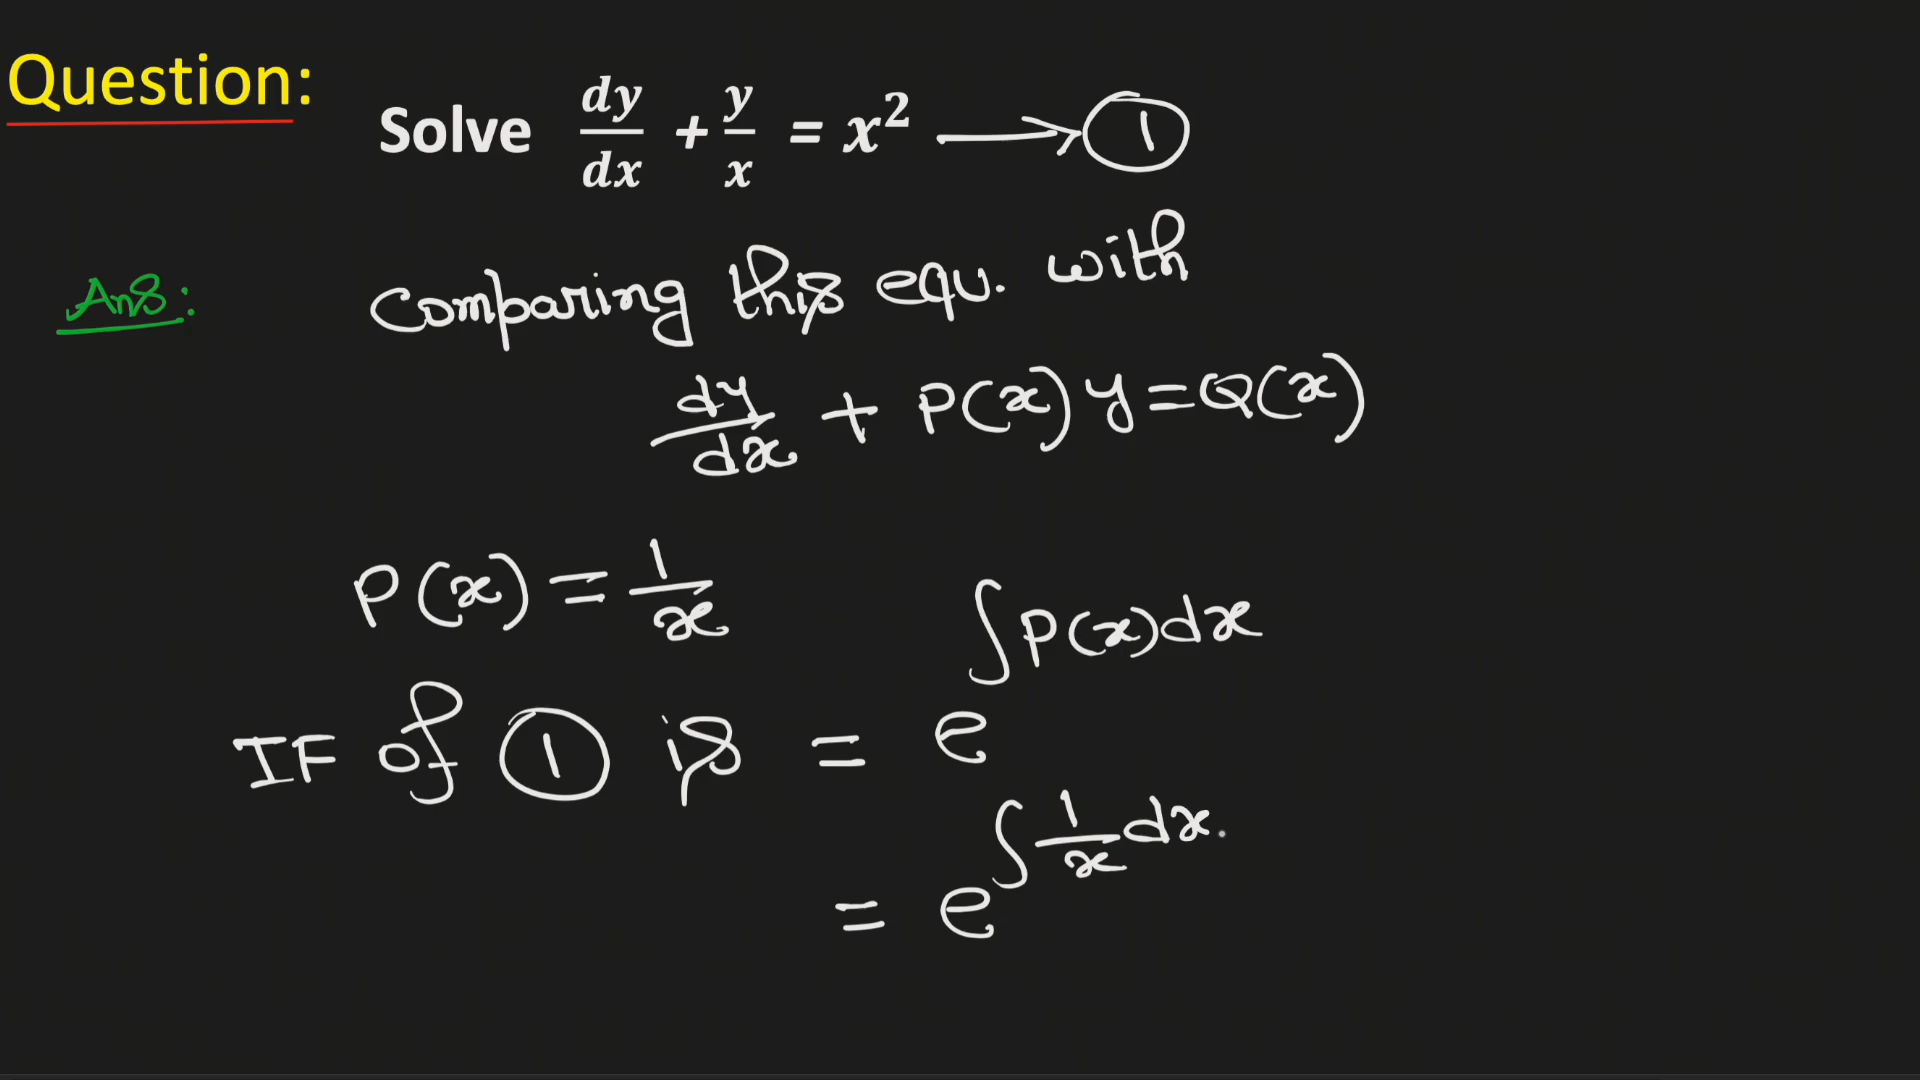 Question:
Solve dy/dx + y/x = x² ⟶ ①
Ans:
Comparing this equ. with
dy/dx + P(x) y = Q(x)
P(x) = 1/x
IF of ① is = e^∫P(x)dx
= e^∫1/x dx.